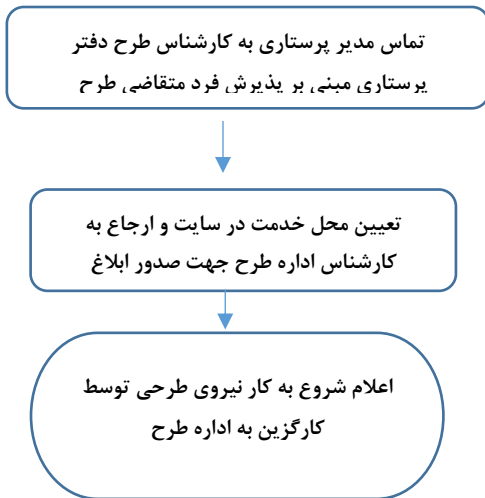 تماس مدیر پرستاری به کارشناس طرح دفتر
پرستاری مبنی بر پذیرش فرد متقاضی طرح
تعیین محل خدمت در سایت و ارجاع به
کارشناس اداره طرح جهت صدور ابلاغ
اعلام شروع به کار نیروی طرحی توسط
کارگزین به اداره طرح